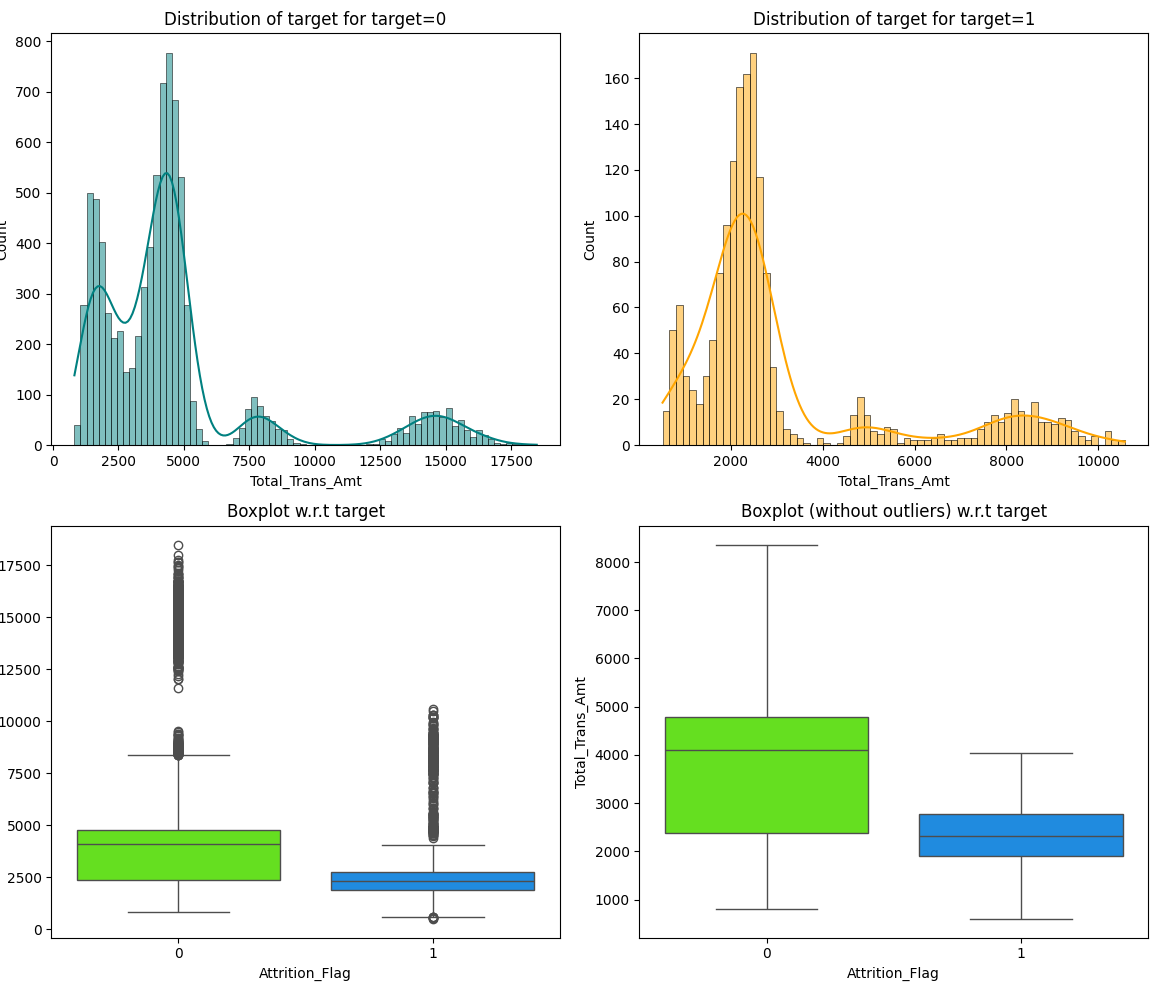 Distribution of target for target=0
800
700
600
500
400
300
200
100
0
Count
0 2500 5000 7500 10000 12500 15000 17500
Total_Trans_Amt
Distribution of target for target=1
160
140
120
100
80
60
40
20
0
Count
2000 4000 6000 8000 10000
Total_Trans_Amt
Boxplot w.r.t target
17500
15000
12500
10000
7500
5000
2500
0
0 1
Attrition_Flag
Boxplot (without outliers) w.r.t target
8000
7000
6000
5000
4000
3000
2000
1000
Total_Trans_Amt
0 1
Attrition_Flag